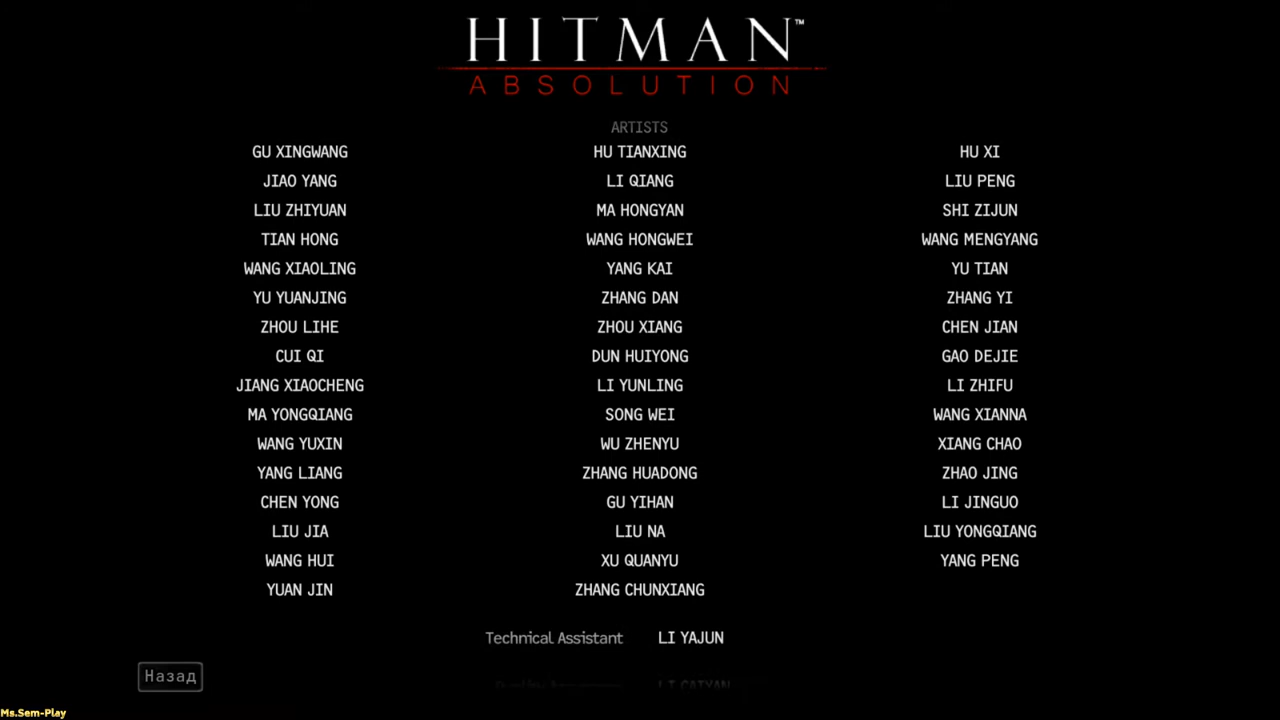 HITMAN™
ABSOLUTION
ARTISTS
GU XINGWANG HU TIANXING HU XI
JIAO YANG LI QIANG LIU PENG
LIU ZHIYUAN MA HONGYAN SHI ZIJUN
TIAN HONG WANG HONGWEI WANG MENGYANG
WANG XIAOLING YANG KAI YU TIAN
YU YUANJING ZHANG DAN ZHANG YI
ZHOU LIHE ZHOU XIANG CHEN JIAN
CUI QI DUN HUIYONG GAO DEJIE
JIANG XIAOCHENG LI YUNLING LI ZHIFU
MA YONGQIANG SONG WEI WANG XIANNA
WANG YUXIN WU ZHENYU XIANG CHAO
YANG LIANG ZHANG HUADONG ZHAO JING
CHEN YONG GU YIHAN LI JINGUO
LIU JIA LIU NA LIU YONGQIANG
WANG HUI XU QUANYU YANG PENG
YUAN JIN ZHANG CHUNXIANG
Technical Assistant LI YAJUN
LI CAIYAN
Назад
Ms.Sem-Play